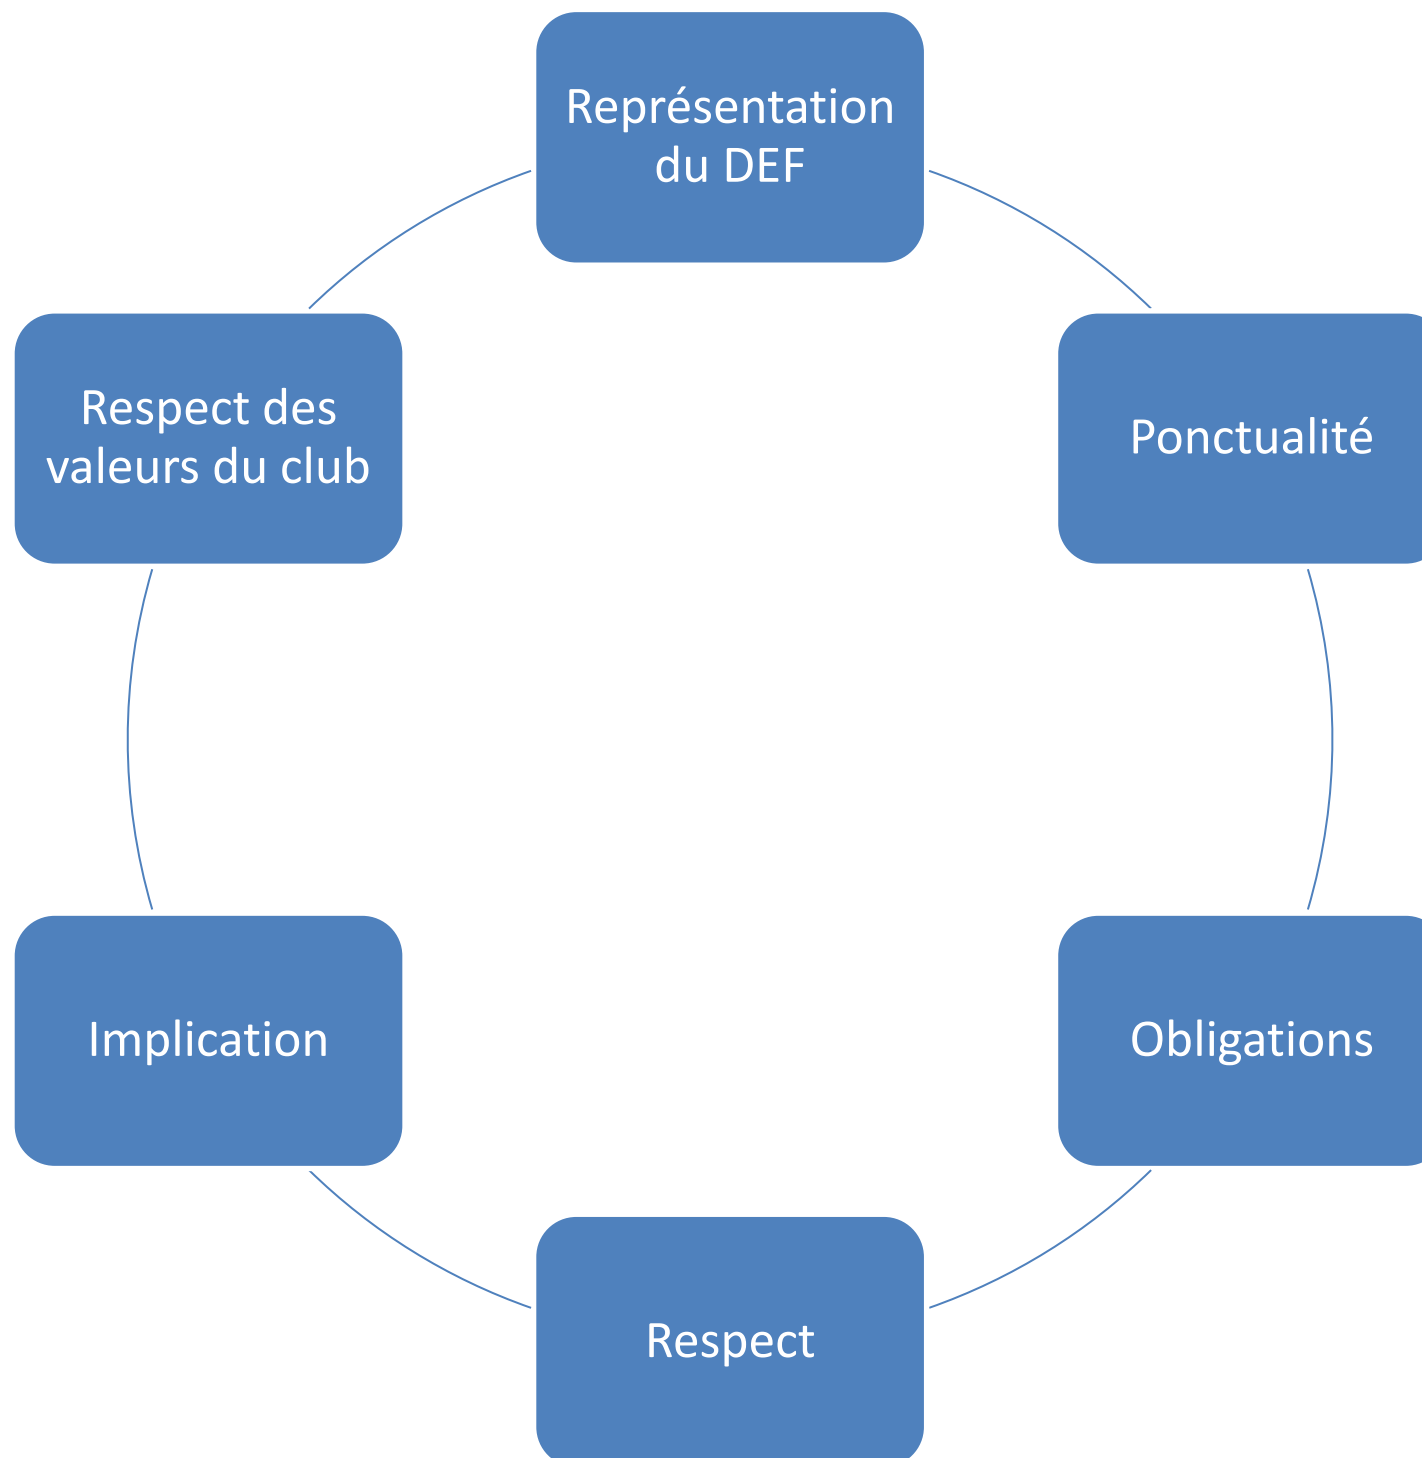 Représentation
du DEF
Respect des
valeurs du club
Ponctualité
Implication
Obligations
Respect